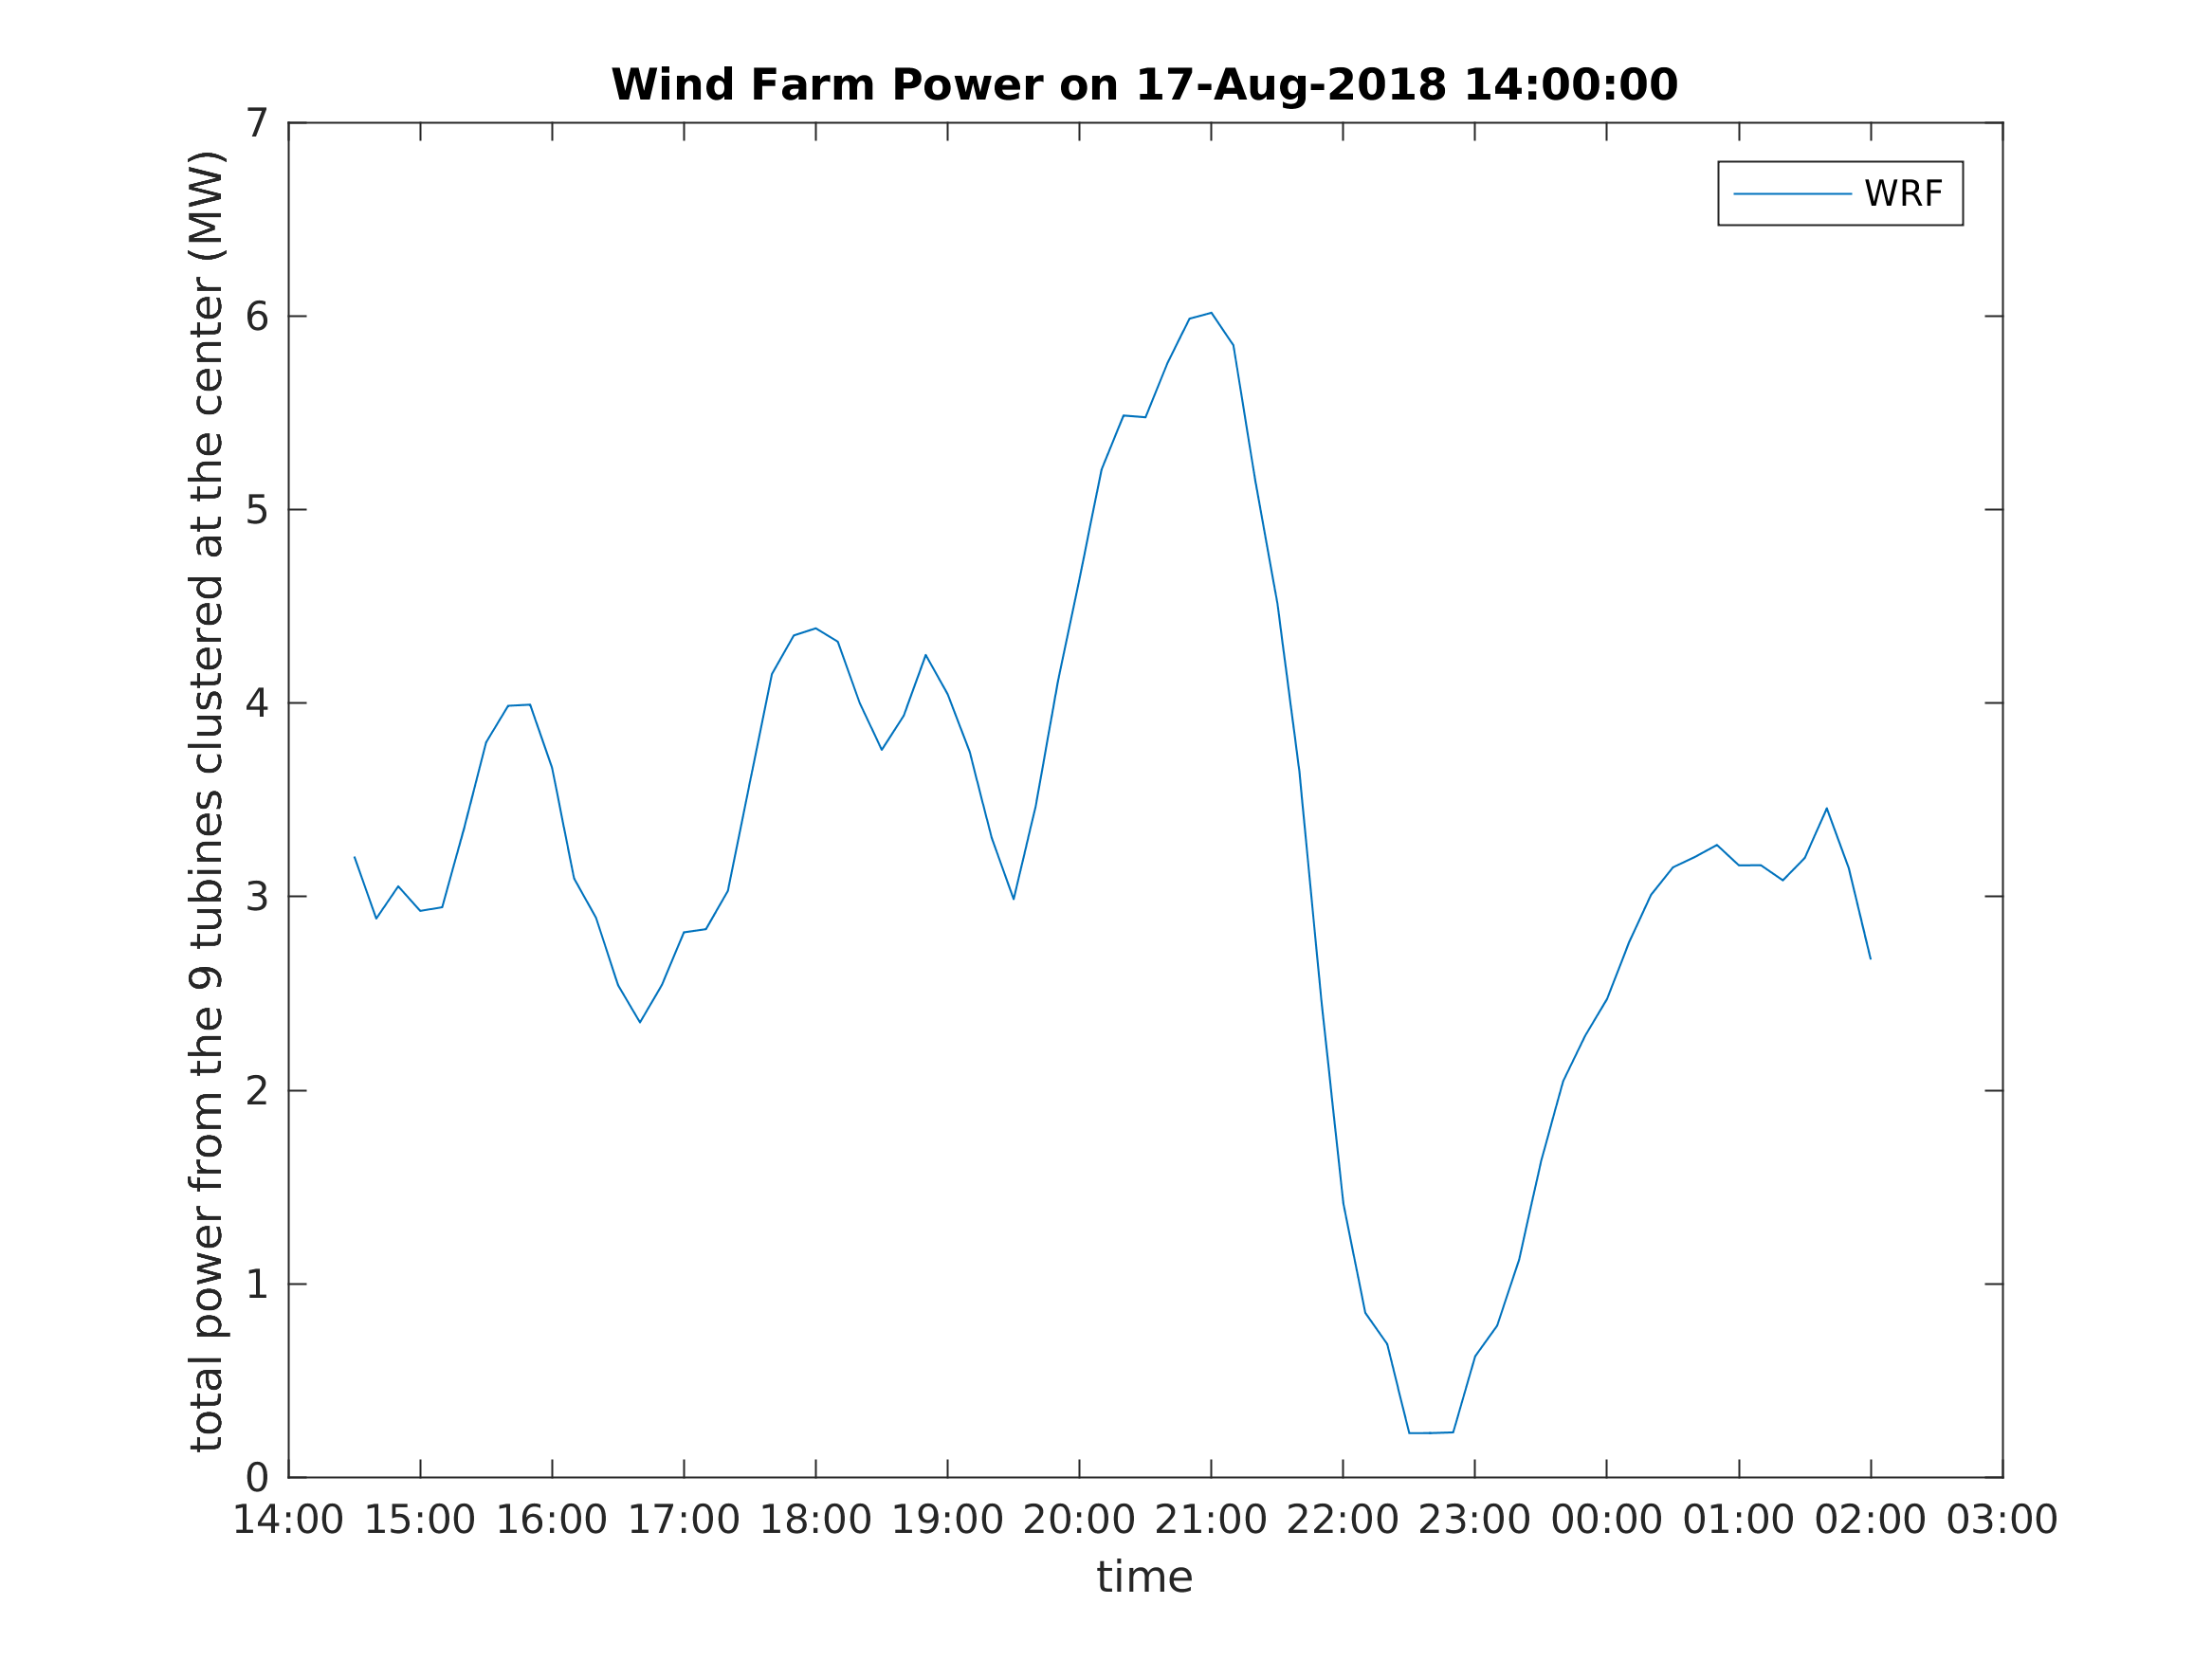 Wind Farm Power on 17-Aug-2018 14:00:00
total power from the 9 tubines clustered at the center (MW)
7
6
5
4
3
2
1
0
WRF
14:00 15:00 16:00 17:00 18:00 19:00 20:00 21:00 22:00 23:00 00:00 01:00 02:00 03:00
time